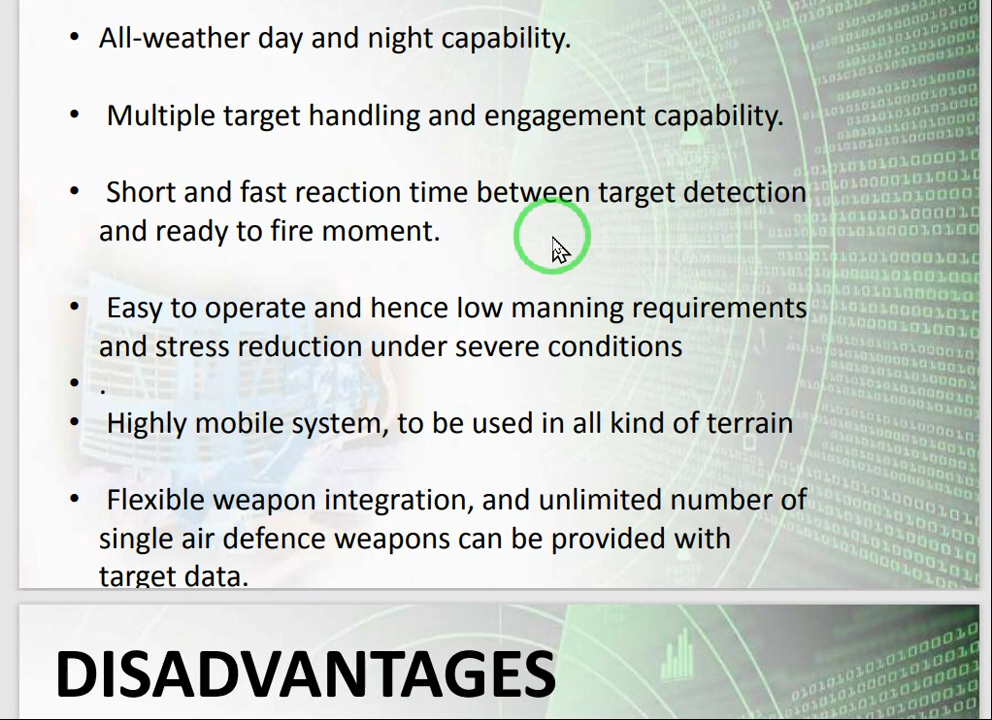 • All-weather day and night capability.
• Multiple target handling and engagement capability.
• Short and fast reaction time between target detection
and ready to fire moment.
• Easy to operate and hence low manning requirements
and stress reduction under severe conditions
• .
• Highly mobile system, to be used in all kind of terrain
• Flexible weapon integration, and unlimited number of
single air defence weapons can be provided with
target data.
DISADVANTAGES